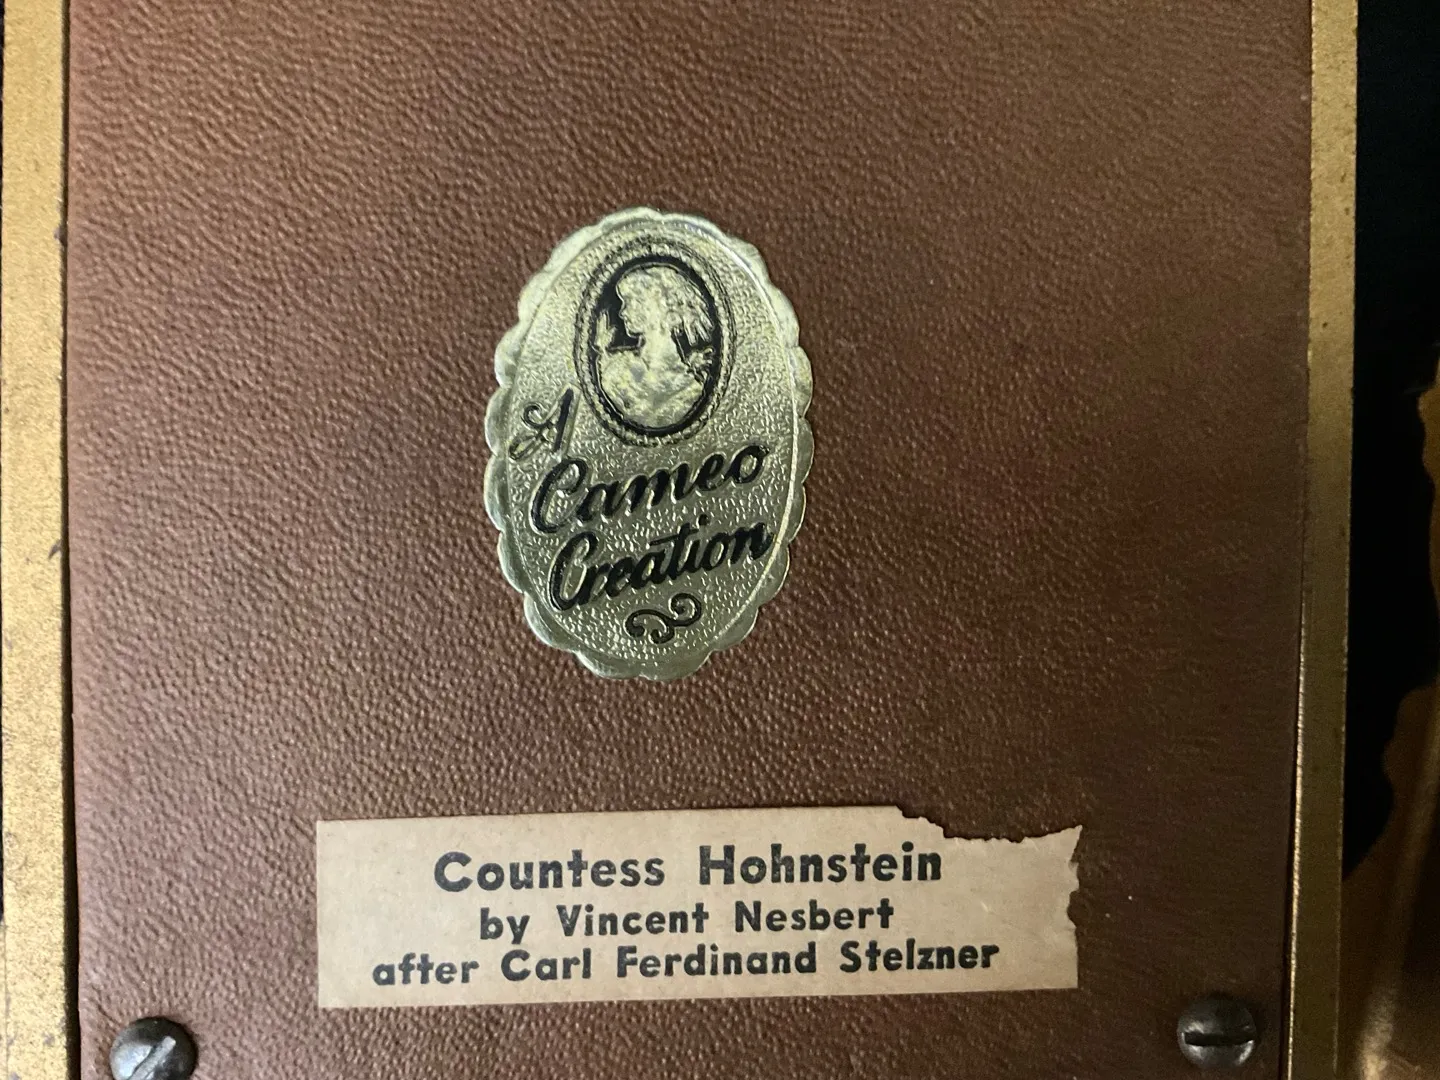 A
Cameo
Creation
Countess Hohnstein
by Vincent Nesbert
after Carl Ferdinand Stelzner